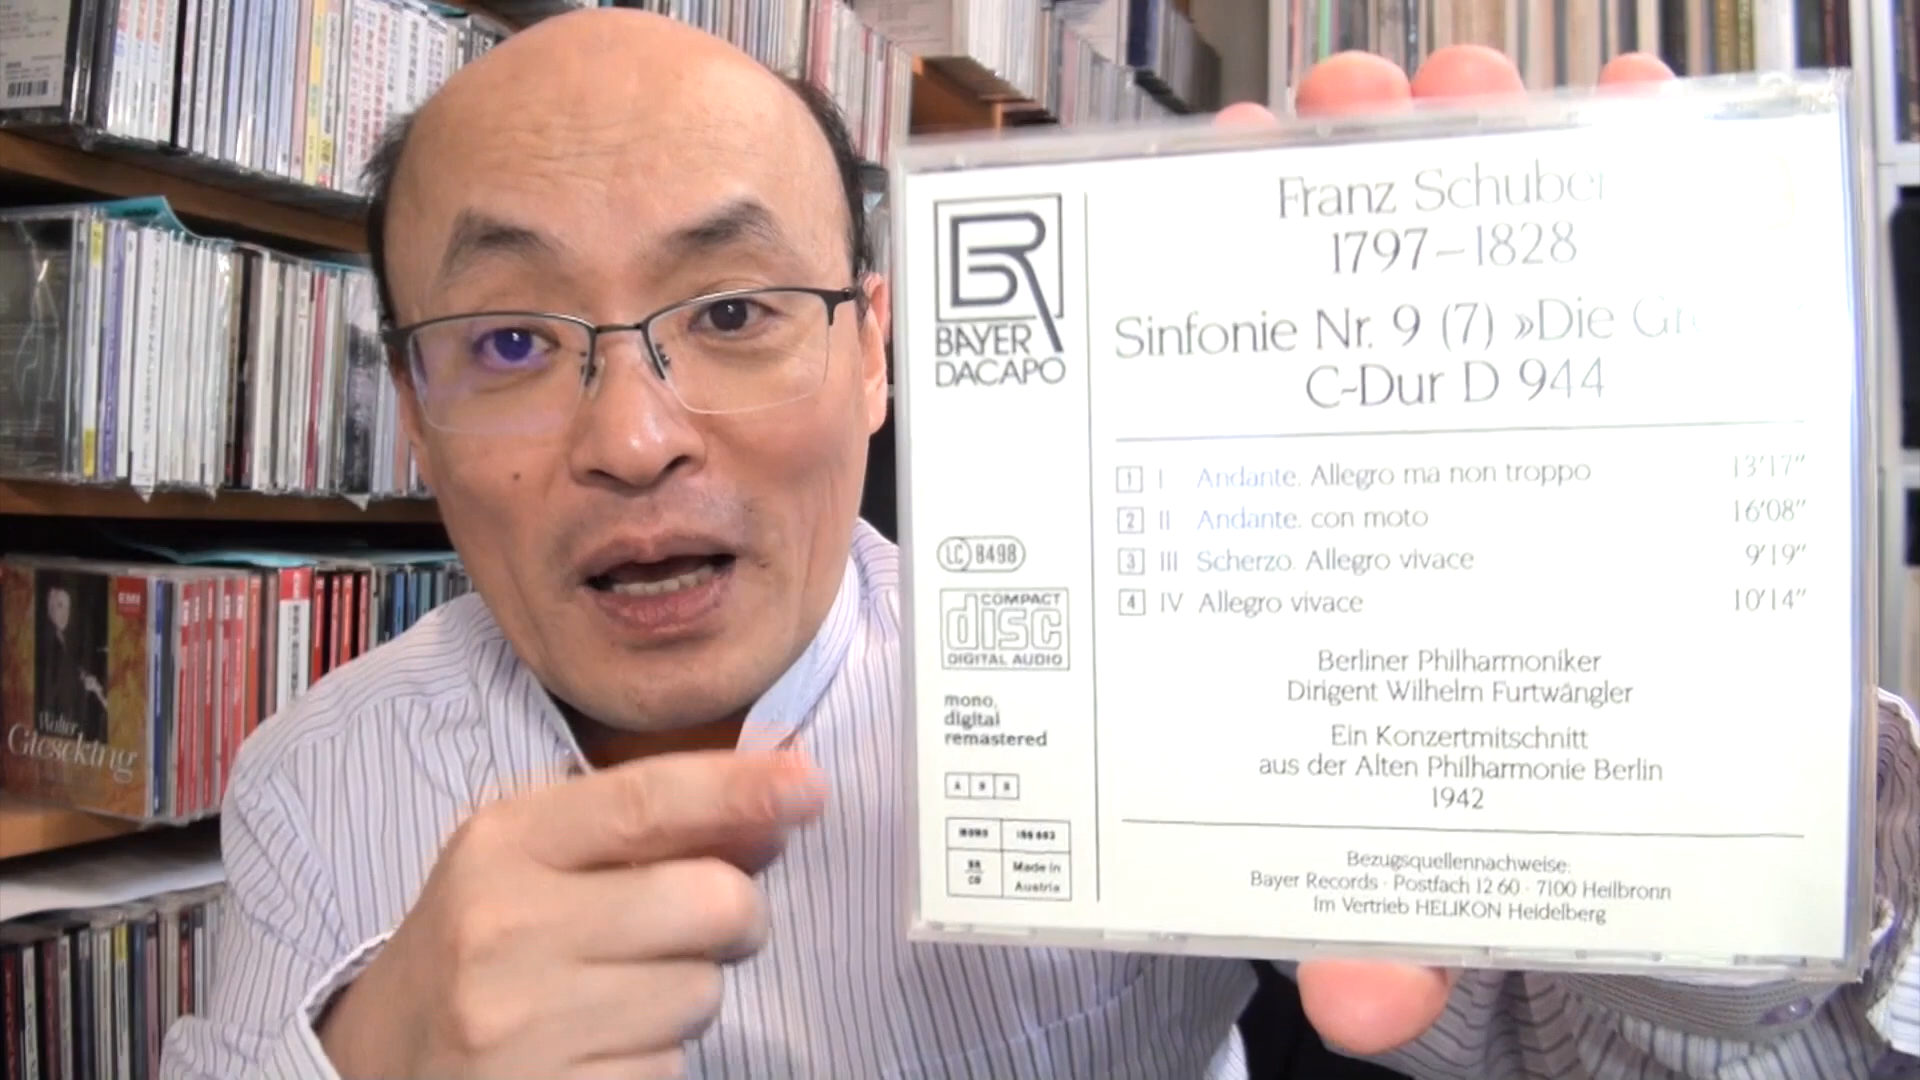 Franz Schuber
1797–1828
Sinfonie Nr. 9 (7) »Die Gr
C-Dur D 944
1 I Andante. Allegro ma non troppo 13'17"
2 II Andante. con moto 16'08"
3 III Scherzo. Allegro vivace 9'19"
4 IV Allegro vivace 10'14"
Berliner Philharmoniker
Dirigent Wilhelm Furtwängler
Ein Konzertmitschnitt
aus der Alten Philharmonie Berlin
1942
Bezugsquellennachweise:
Bayer Records · Postfach 12 60 · 7100 Heilbronn
Im Vertrieb HELIKON Heidelberg
BR
BAYER
DACAPO
LC 8498
COMPACT
disc
DIGITAL AUDIO
mono,
digital
remastered
Made in
Austria
EMI
Walter
Gieseking